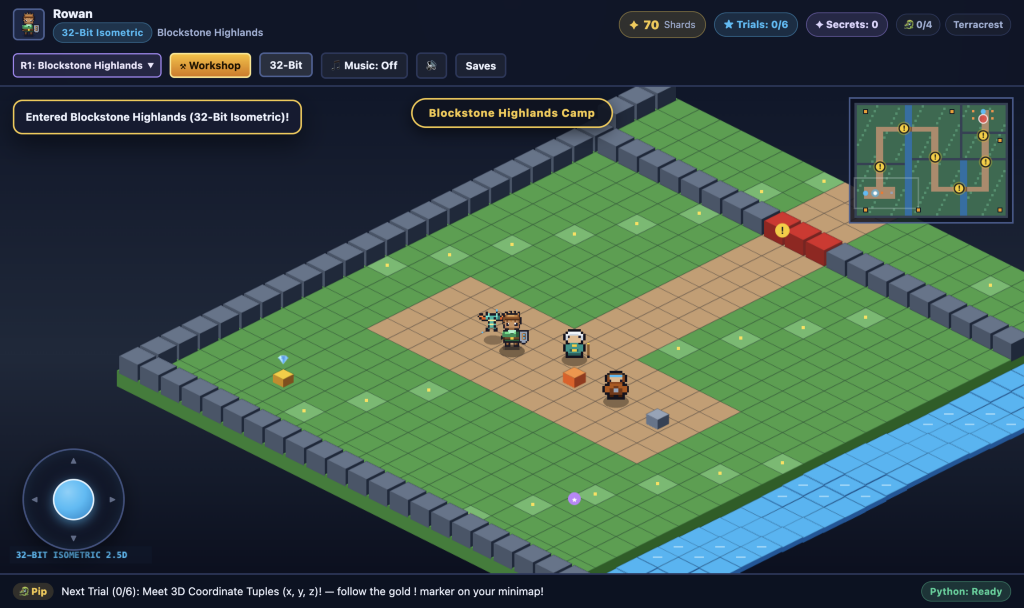 Rowan
32-Bit Isometric Blockstone Highlands
70 Shards
Trials: 0/6
Secrets: 0
0/4
Terracrest
R1: Blockstone Highlands
Workshop
32-Bit
Music: Off
Saves
Entered Blockstone Highlands (32-Bit Isometric)!
Blockstone Highlands Camp
32-BIT ISOMETRIC 2.5D
Pip Next Trial (0/6): Meet 3D Coordinate Tuples (x, y, z)! — follow the gold ! marker on your minimap!
Python: Ready